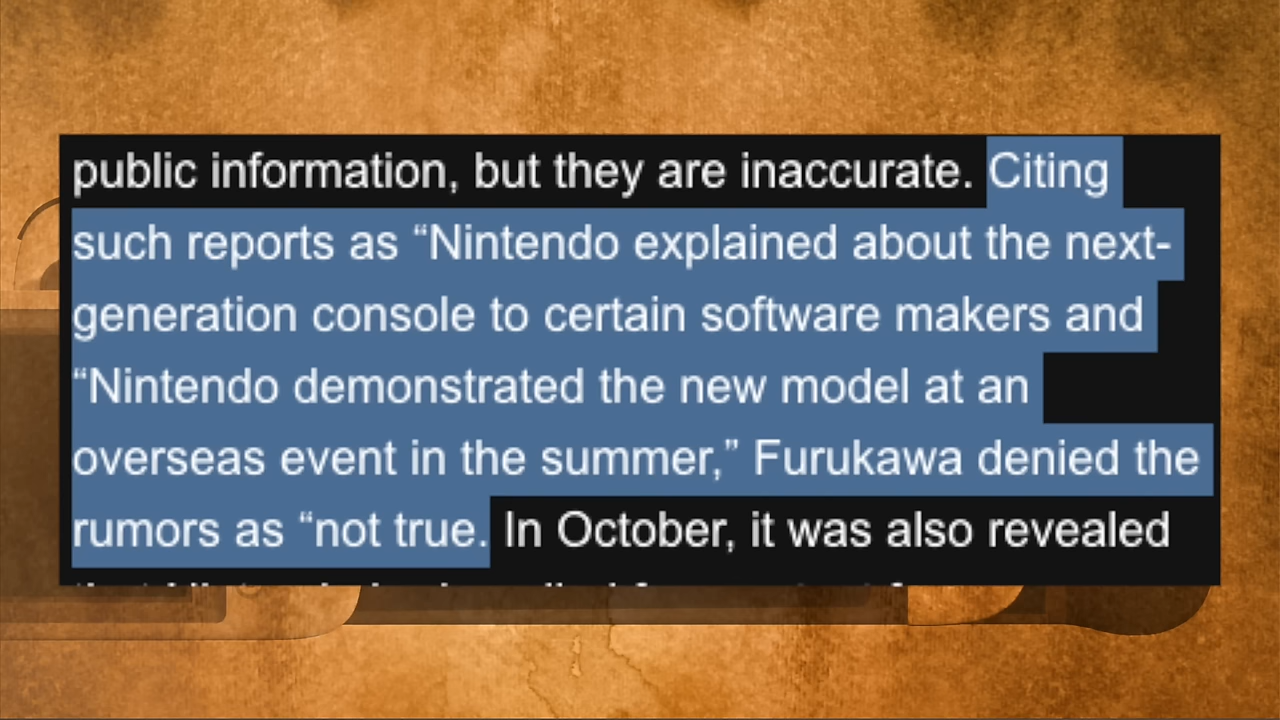 public information, but they are inaccurate. Citing
such reports as “Nintendo explained about the next-
generation console to certain software makers and
“Nintendo demonstrated the new model at an
overseas event in the summer,” Furukawa denied the
rumors as “not true. In October, it was also revealed